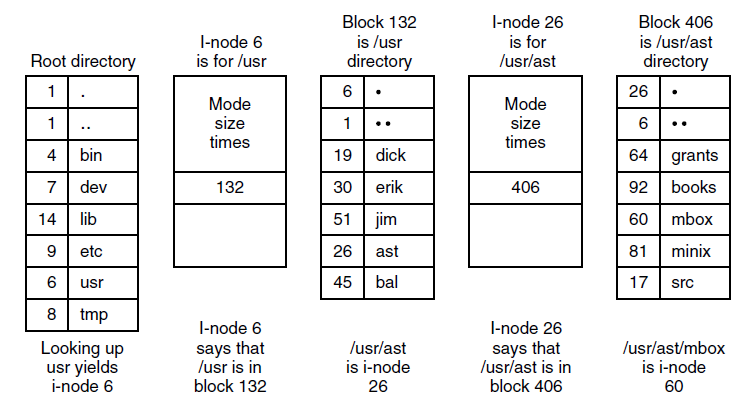 Root directory
1 .
1 ..
4 bin
7 dev
14 lib
9 etc
6 usr
8 tmp
Looking up
usr yields
i-node 6
I-node 6
is for /usr
Mode
size
times
132
I-node 6
says that
/usr is in
block 132
Block 132
is /usr
directory
6 •
1 ••
19 dick
30 erik
51 jim
26 ast
45 bal
/usr/ast
is i-node
26
I-node 26
is for
/usr/ast
Mode
size
times
406
I-node 26
says that
/usr/ast is in
block 406
Block 406
is /usr/ast
directory
26 •
6 ••
64 grants
92 books
60 mbox
81 minix
17 src
/usr/ast/mbox
is i-node
60